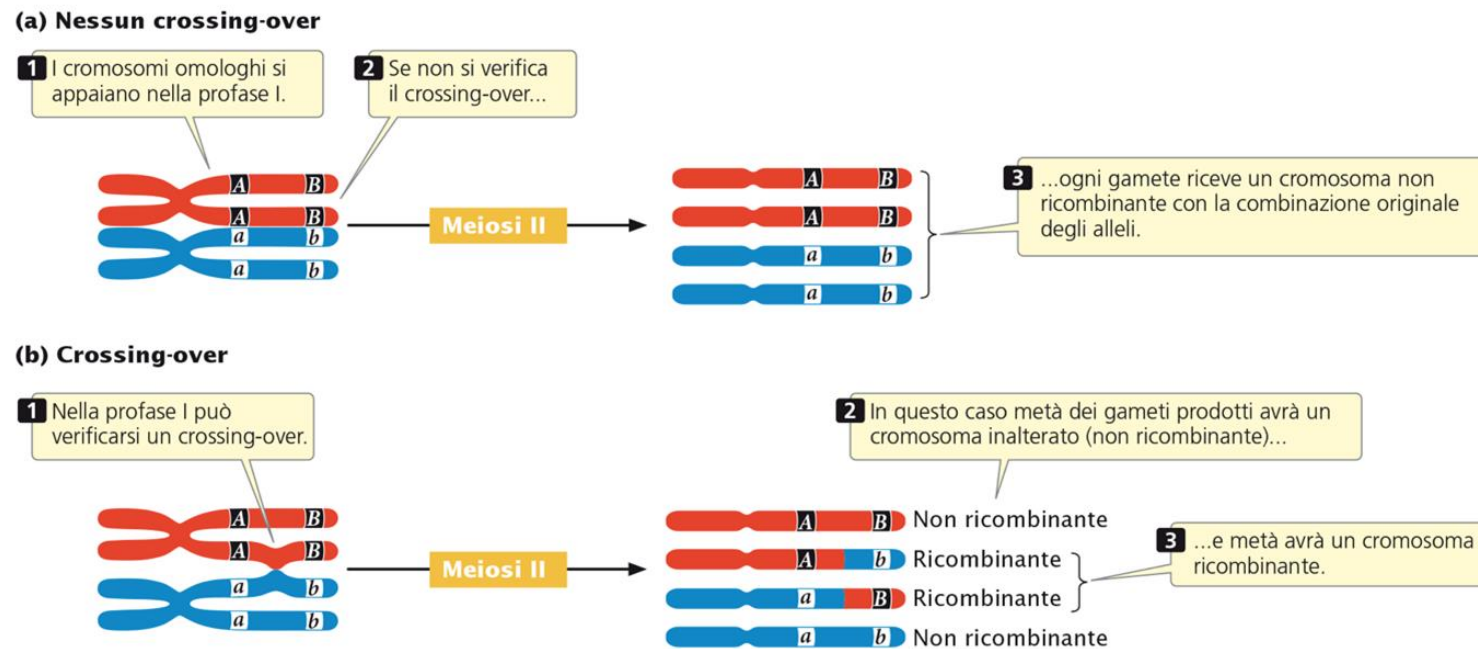 (a) Nessun crossing-over
1 I cromosomi omologhi si
appaiano nella profase I.
2 Se non si verifica
il crossing-over...
A B
A B
a b
a b
Meiosi II
A B
A B
a b
a b
3 ...ogni gamete riceve un cromosoma non
ricombinante con la combinazione originale
degli alleli.
(b) Crossing-over
1 Nella profase I può
verificarsi un crossing-over.
A B
A B
a b
a b
Meiosi II
2 In questo caso metà dei gameti prodotti avrà un
cromosoma inalterato (non ricombinante)...
A B Non ricombinante
A b Ricombinante
a B Ricombinante
a b Non ricombinante
3 ...e metà avrà un cromosoma
ricombinante.